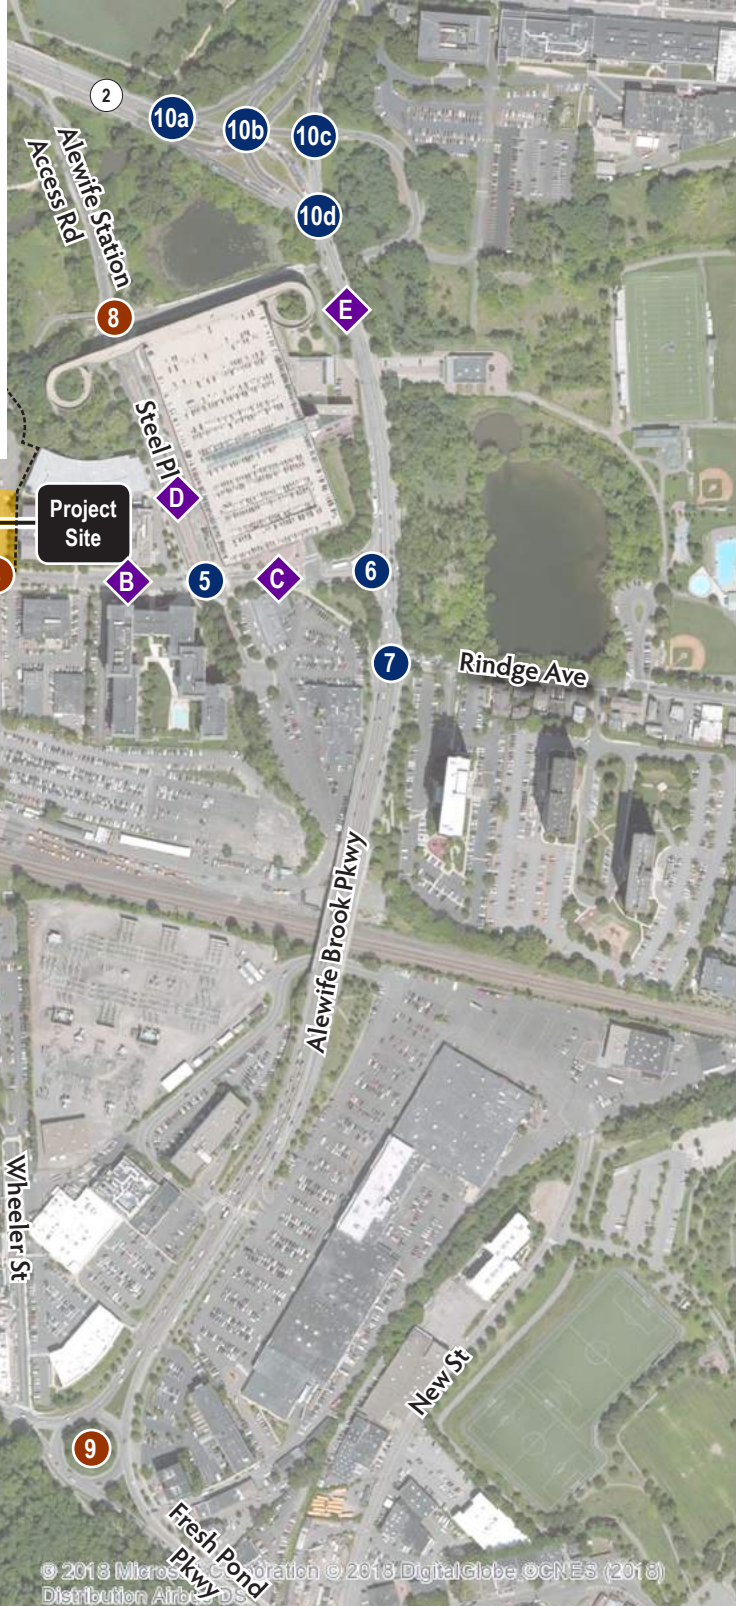 2
10a
10b
10c
Alewife Station
Access Rd
10d
E
8
Steel Pl
D
Project
Site
B
5
C
6
7
Rindge Ave
Alewife Brook Pkwy
Wheeler St
New St
9
Fresh Pond
Pkwy
© 2018 Microsoft Corporation © 2018 DigitalGlobe ©CNES (2018)
Distribution Airbus DS